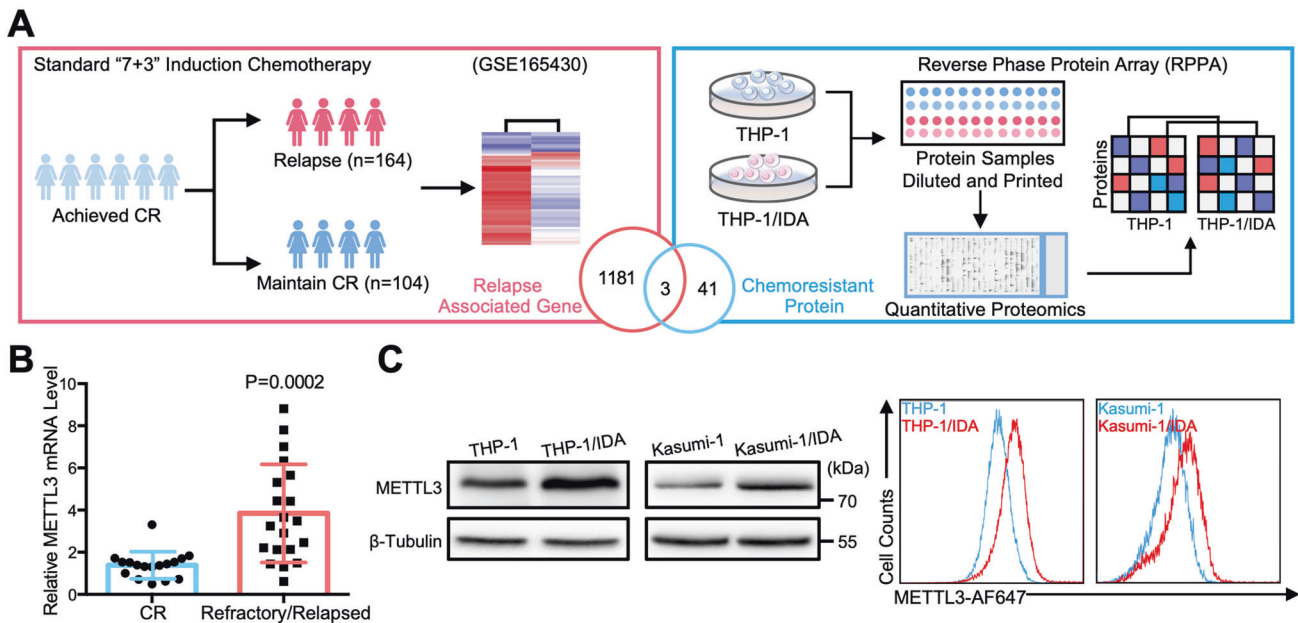 A
Standard “7+3” Induction Chemotherapy
(GSE165430)
Achieved CR
Relapse (n=164)
Maintain CR (n=104)
Relapse
Associated Gene
1181
3
41
Chemoresistant
Protein
Reverse Phase Protein Array (RPPA)
THP-1
THP-1/IDA
Protein Samples
Diluted and Printed
Quantitative Proteomics
Proteins
THP-1
THP-1/IDA
B
Relative METTL3 mRNA Level
P=0.0002
10
8
6
4
2
0
CR
Refractory/Relapsed
C
THP-1
THP-1/IDA
Kasumi-1
Kasumi-1/IDA
(kDa)
METTL3
70
β-Tubulin
55
Cell Counts
THP-1
THP-1/IDA
Kasumi-1
Kasumi-1/IDA
METTL3-AF647